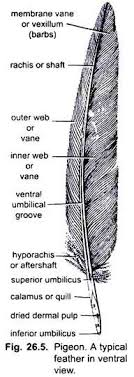 membrane vane
or vexillum
(barbs)
rachis or shaft
outer web
or
vane
inner web
or
vane
ventral
umbilical
groove
hyporachis
or aftershaft
superior umbilicus
calamus or quill
dried dermal pulp
inferior umbilicus
Fig. 26.5. Pigeon. A typical
feather in ventral
view.